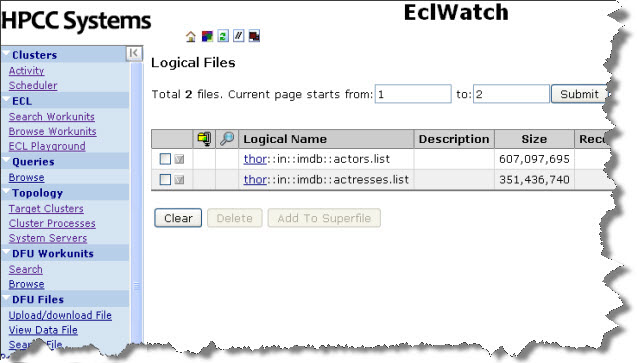 HPCC Systems
EclWatch
Clusters
Activity
Scheduler
ECL
Search Workunits
Browse Workunits
ECL Playground
Queries
Browse
Topology
Target Clusters
Cluster Processes
System Servers
DFU Workunits
Search
Browse
DFU Files
Upload/download File
View Data File
Logical Files
Total 2 files. Current page starts from: 1 to: 2 Submit
Logical Name Description Size
thor::in::imdb::actors.list 607,097,695
thor::in::imdb::actresses.list 351,436,740
Clear Delete Add To Superfile